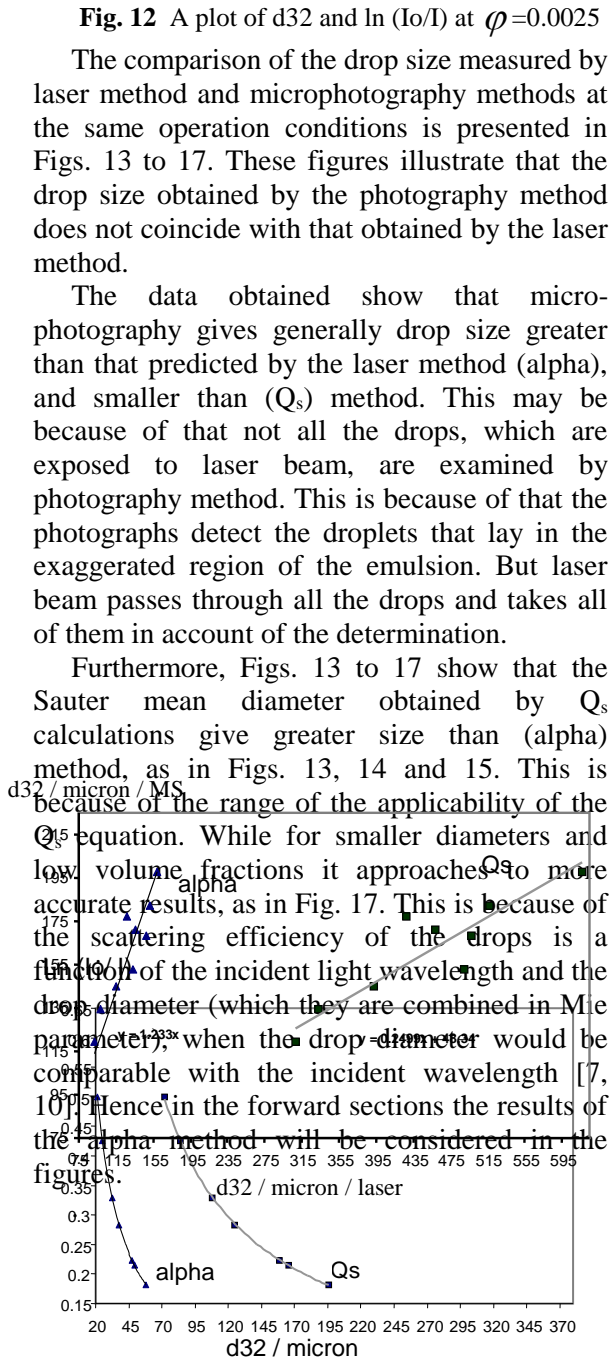 Fig. 12 A plot of d32 and ln (Io/I) at φ=0.0025
The comparison of the drop size measured by
laser method and microphotography methods at
the same operation conditions is presented in
Figs. 13 to 17. These figures illustrate that the
drop size obtained by the photography method
does not coincide with that obtained by the laser
method.
The data obtained show that micro-
photography gives generally drop size greater
than that predicted by the laser method (alpha),
and smaller than (Qs) method. This may be
because of that not all the drops, which are
exposed to laser beam, are examined by
photography method. This is because of that the
photographs detect the droplets that lay in the
exaggerated region of the emulsion. But laser
beam passes through all the drops and takes all
of them in account of the determination.
Furthermore, Figs. 13 to 17 show that the
Sauter mean diameter obtained by Qs
calculations give greater size than (alpha)
method, as in Figs. 13, 14 and 15. This is
because of the range of the applicability of the
Qs equation. While for smaller diameters and
low volume fractions it approaches to more
accurate results, as in Fig. 17. This is because of
the scattering efficiency of the drops is a
function of the incident light wavelength and the
drop diameter (which they are combined in Mie
parameter), when the drop diameter would be
comparable with the incident wavelength [7,
10]. Hence in the forward sections the results of
the alpha method will be considered in the
figures.
d32 / micron / MS
215
195
175
155
115
95
75
alpha
Qs
y = 1.233x
75 115 155 195 235 275 315 355 395 435 475 515 555 595
d32 / micron / laser
0.45
0.4
0.35
0.3
0.25
0.2
0.15
alpha
Qs
20 45 70 95 120 145 170 195 220 245 270 295 320 345 370
d32 / micron